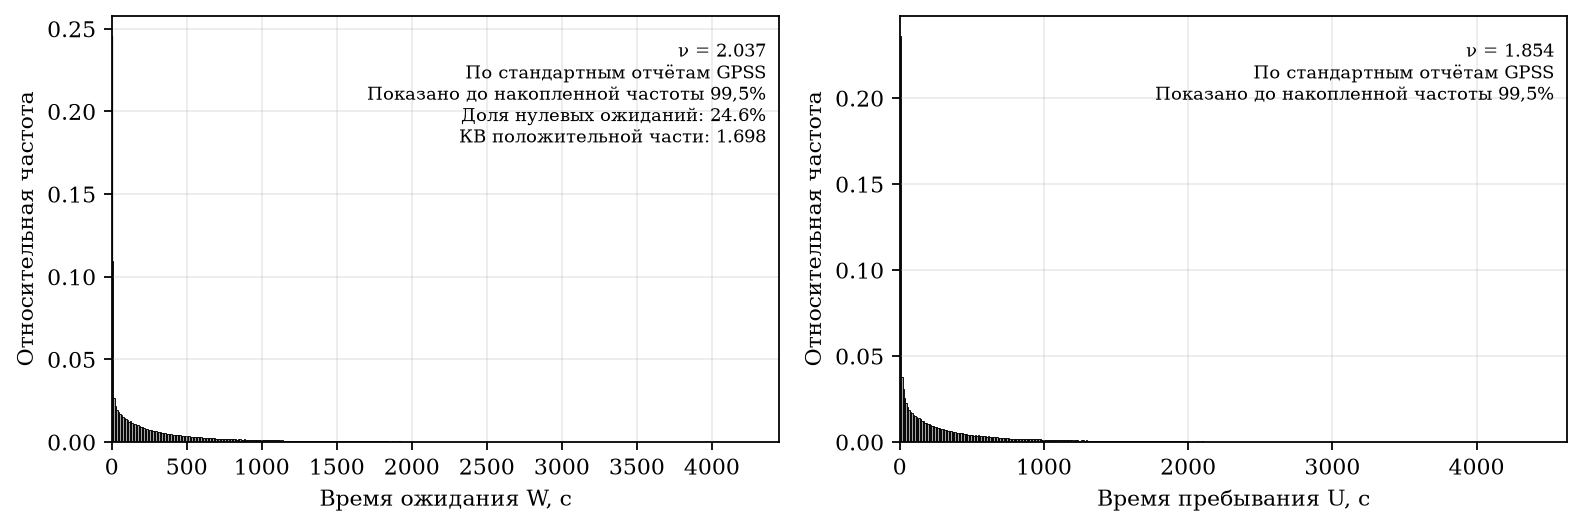 0.25
0.20
0.15
0.10
0.05
0.00
Относительная частота
ν = 2.037
По стандартным отчётам GPSS
Показано до накопленной частоты 99,5%
Доля нулевых ожиданий: 24.6%
КВ положительной части: 1.698
0 500 1000 1500 2000 2500 3000 3500 4000
Время ожидания W, с
0.20
0.15
0.10
0.05
0.00
Относительная частота
ν = 1.854
По стандартным отчётам GPSS
Показано до накопленной частоты 99,5%
0 1000 2000 3000 4000
Время пребывания U, с